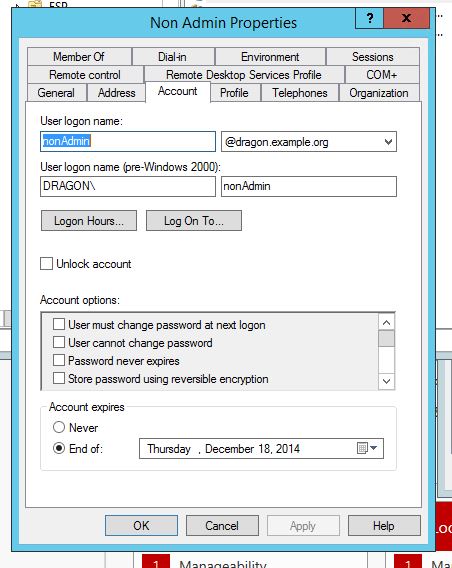 ESP
Non Admin Properties
?
x
Member Of
Dial-in
Environment
Sessions
Remote control
Remote Desktop Services Profile
COM+
General
Address
Account
Profile
Telephones
Organization
User logon name:
nonAdmin
@dragon.example.org
User logon name (pre-Windows 2000):
DRAGON\
nonAdmin
Logon Hours...
Log On To...
Unlock account
Account options:
User must change password at next logon
User cannot change password
Password never expires
Store password using reversible encryption
Account expires
Never
End of:
Thursday , December 18, 2014
OK
Cancel
Apply
Help
1 Manageability
1